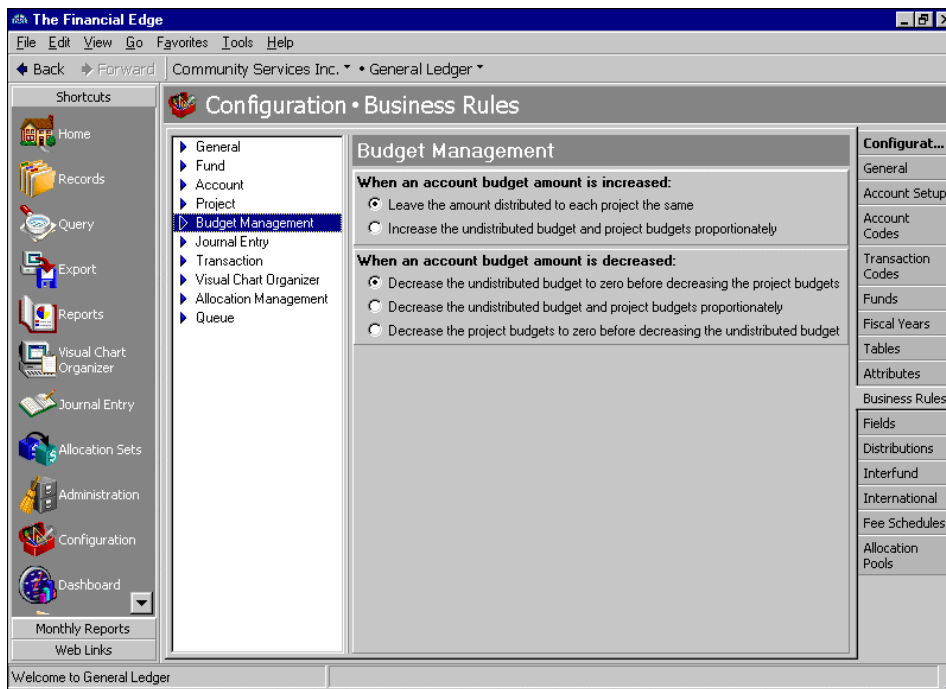 The Financial Edge
File Edit View Go Favorites Tools Help
Back Forward Community Services Inc. • General Ledger
Shortcuts
Home
Records
Query
Export
Reports
Visual Chart
Organizer
Journal Entry
Allocation Sets
Administration
Configuration
Dashboard
Monthly Reports
Web Links
Configuration • Business Rules
General
Fund
Account
Project
Budget Management
Journal Entry
Transaction
Visual Chart Organizer
Allocation Management
Queue
Budget Management
When an account budget amount is increased:
Leave the amount distributed to each project the same
Increase the undistributed budget and project budgets proportionately
When an account budget amount is decreased:
Decrease the undistributed budget to zero before decreasing the project budgets
Decrease the undistributed budget and project budgets proportionately
Decrease the project budgets to zero before decreasing the undistributed budget
Configurat...
General
Account Setup
Account
Codes
Transaction
Codes
Funds
Fiscal Years
Tables
Attributes
Business Rules
Fields
Distributions
Interfund
International
Fee Schedules
Allocation
Pools
Welcome to General Ledger